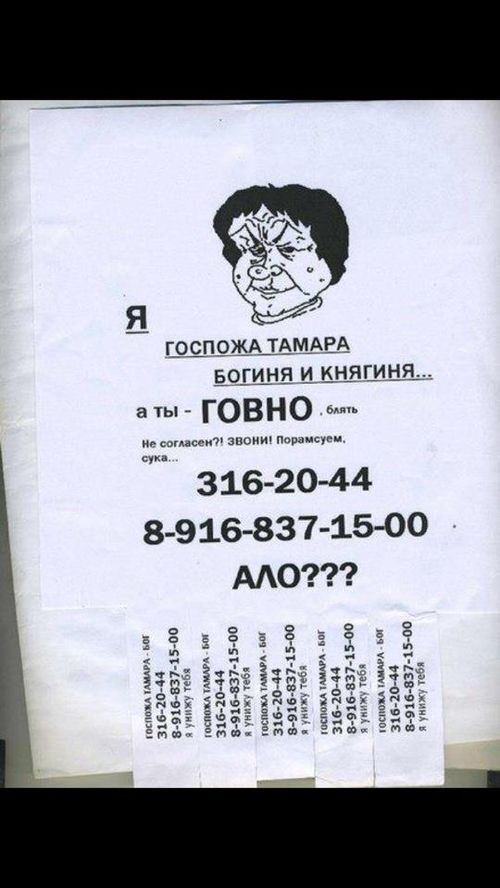 Я
ГОСПОЖА ТАМАРА
БОГИНЯ И КНЯГИНЯ...
а ты - ГОВНО , блять
Не согласен?! ЗВОНИ! Порамсуем,
сука...
316-20-44
8-916-837-15-00
АЛО???
ГОСПОЖА ТАМАРА - БОГ
316-20-44
8-916-837-15-00
я унижу тебя
ГОСПОЖА ТАМАРА - БОГ
316-20-44
8-916-837-15-00
я унижу тебя
ГОСПОЖА ТАМАРА - БОГ
316-20-44
8-916-837-15-00
я унижу тебя
ГОСПОЖА ТАМАРА - БОГ
316-20-44
8-916-837-15-00
я унижу тебя
ГОСПОЖА ТАМАРА - БОГ
316-20-44
8-916-837-15-00
я унижу тебя